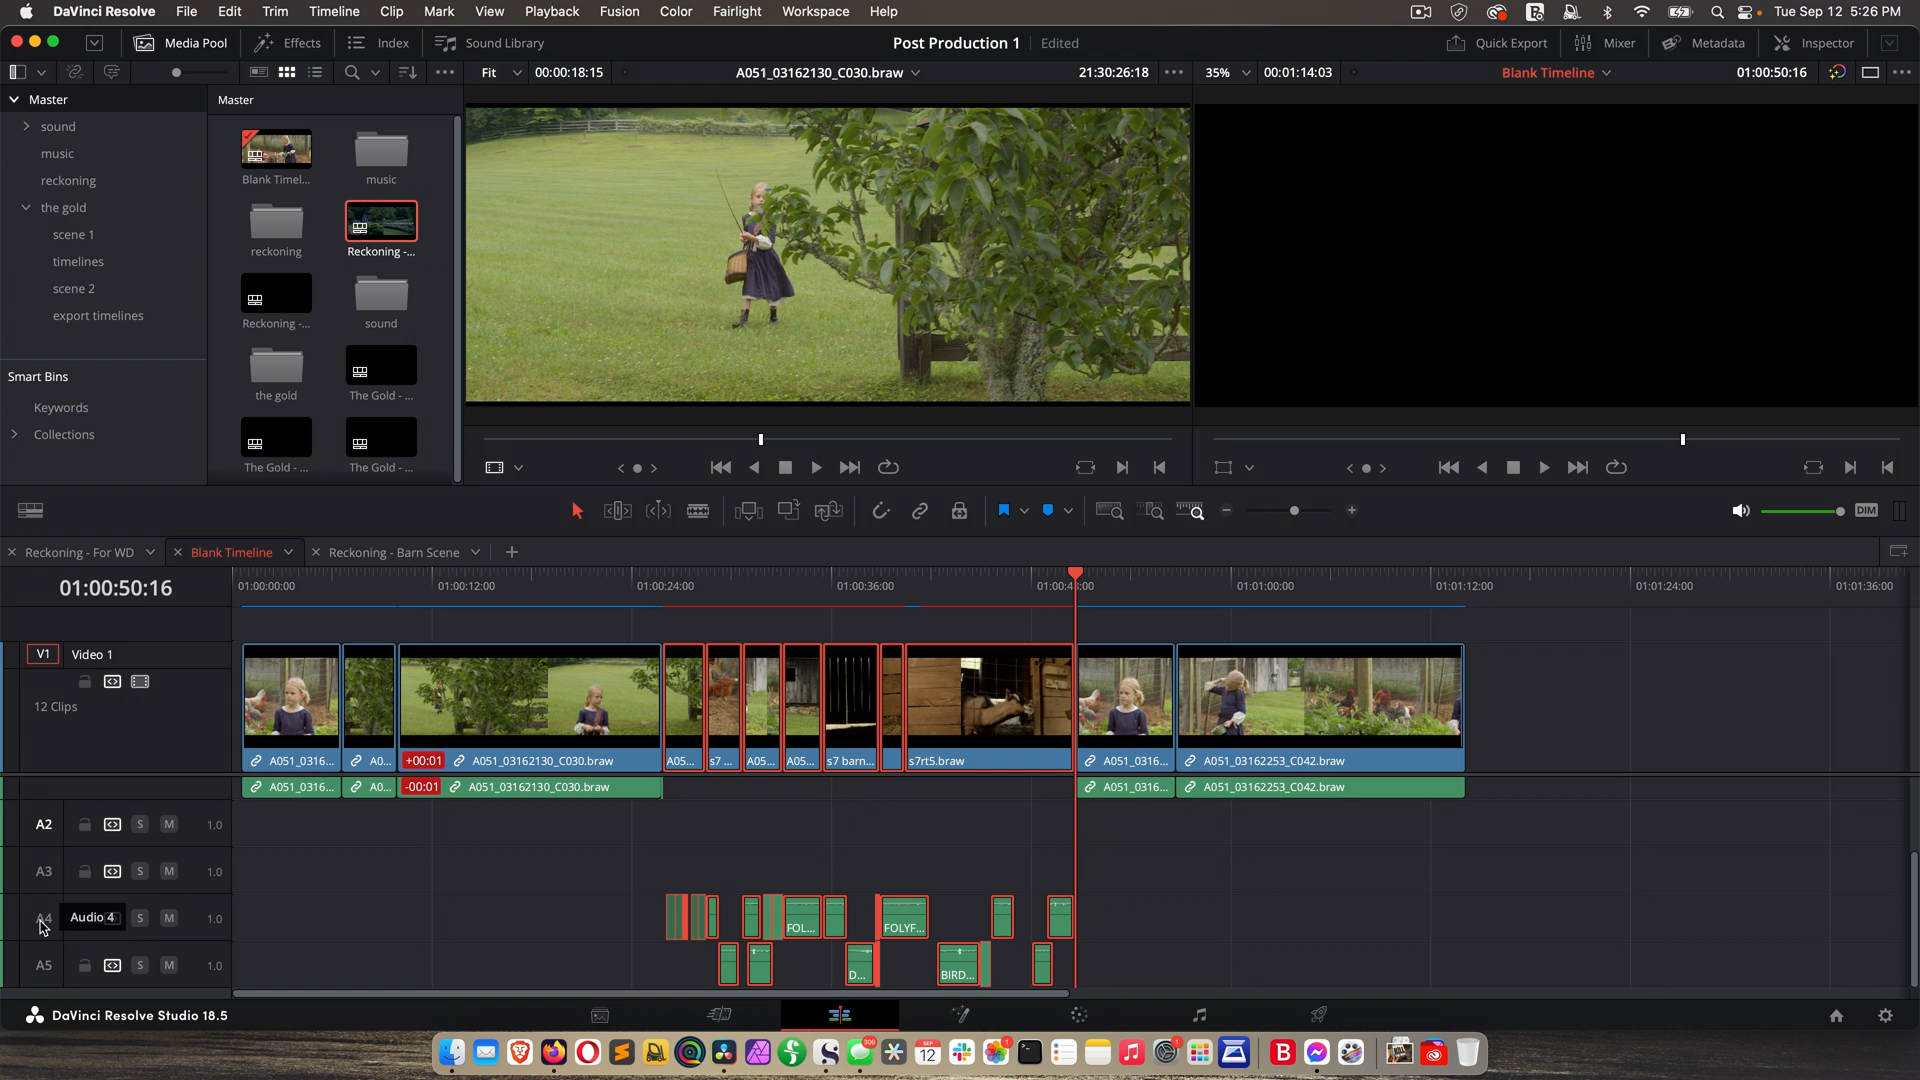 DaVinci Resolve File Edit Trim Timeline Clip Mark View Playback Fusion Color Fairlight Workspace Help Tue Sep 12 5:26 PM
Media Pool Effects Index Sound Library Post Production 1 Edited Quick Export Mixer Metadata Inspector
Fit 00:00:18:15 A051_03162130_C030.braw 21:30:26:18 35% 00:01:14:03 Blank Timeline 01:00:50:16
Master
sound
music
reckoning
the gold
scene 1
timelines
scene 2
export timelines
Smart Bins
Keywords
Collections
Master
Blank Timel... music
reckoning Reckoning -...
Reckoning -... sound
the gold The Gold - ...
The Gold - ... The Gold - ...
DIM
Reckoning - For WD Blank Timeline Reckoning - Barn Scene
01:00:50:16 01:00:00:00 01:00:12:00 01:00:24:00 01:00:36:00 01:01:00:00 01:01:12:00 01:01:24:00 01:01:36:00
V1 Video 1
12 Clips
A051_0316... A0... +00:01 A051_03162130_C030.braw A05... s7 ... A05... A05... s7 barn... s7rt5.braw A051_0316... A051_03162253_C042.braw
A051_0316... A0... -00:01 A051_03162130_C030.braw A051_0316... A051_03162253_C042.braw
A2 S M 1.0
A3 S M 1.0
A4 Audio 4 S M 1.0 FOL... FOLYF...
A5 S M 1.0 D... BIRD...
DaVinci Resolve Studio 18.5
306 SEP 12 1 1